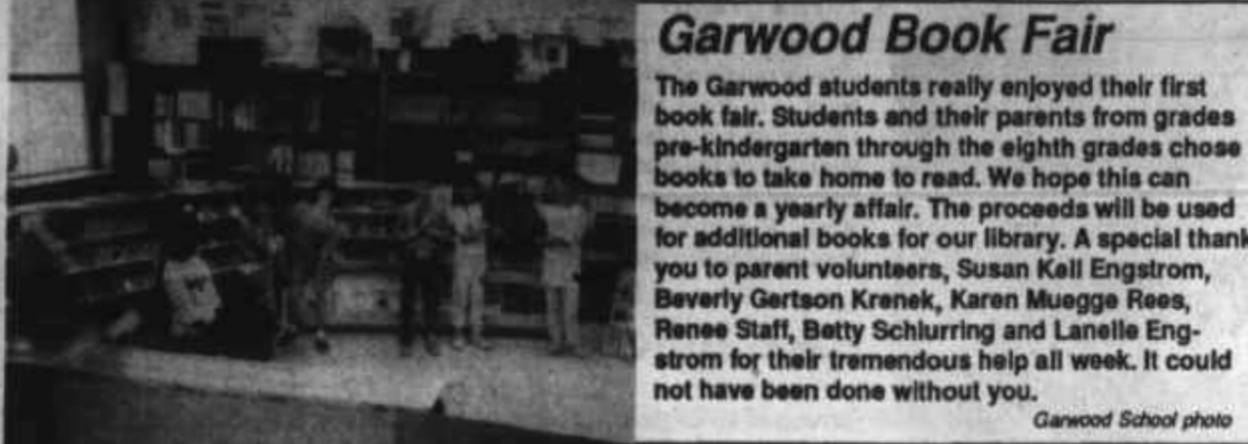 Garwood Book Fair
The Garwood students really enjoyed their first
book fair. Students and their parents from grades
pre-kindergarten through the eighth grades chose
books to take home to read. We hope this can
become a yearly affair. The proceeds will be used
for additional books for our library. A special thank
you to parent volunteers, Susan Kell Engstrom,
Beverly Gertson Krenek, Karen Muegge Rees,
Renee Staff, Betty Schlurring and Lanelle Eng-
strom for their tremendous help all week. It could
not have been done without you.
Garwood School photo